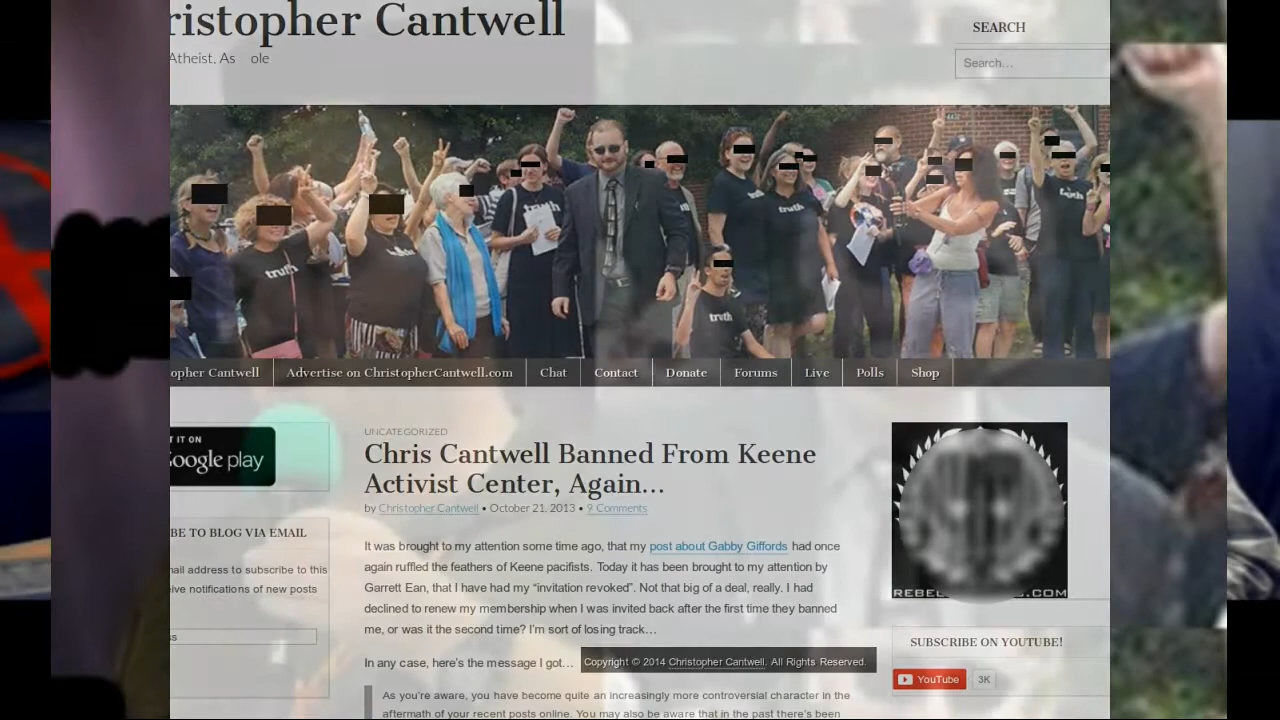 ristopher Cantwell
Atheist, As ole
SEARCH
Search...
truth
truth
truth
truth
truth
truth
opher Cantwell
Advertise on ChristopherCantwell.com
Chat
Contact
Donate
Forums
Live
Polls
Shop
T IT ON
Google play
BE TO BLOG VIA EMAIL
mail address to subscribe to this
eive notifications of new posts
ss
UNCATEGORIZED
Chris Cantwell Banned From Keene
Activist Center, Again...
by Christopher Cantwell • October 21, 2013 • 9 Comments
It was brought to my attention some time ago, that my post about Gabby Giffords had once
again ruffled the feathers of Keene pacifists. Today it has been brought to my attention by
Garrett Ean, that I have had my “invitation revoked”. Not that big of a deal, really. I had
declined to renew my membership when I was invited back after the first time they banned
me, or was it the second time? I'm sort of losing track...
In any case, here's the message I got...
Copyright © 2014 Christopher Cantwell. All Rights Reserved.
As you're aware, you have become quite an increasingly more controversial character in the
aftermath of your recent posts online. You may also be aware that in the past there's been
SUBSCRIBE ON YOUTUBE!
YouTube
3K